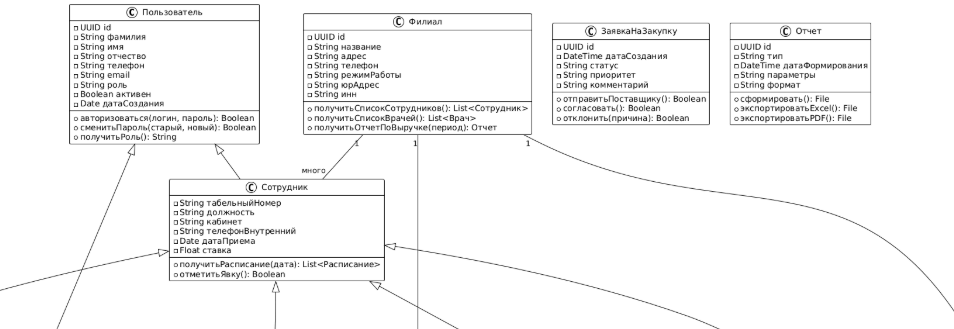 C Пользователь
UUID id
String фамилия
String имя
String отчество
String телефон
String email
String роль
Boolean активен
Date датаСоздания
авторизоваться(логин, пароль): Boolean
сменитьПароль(старый, новый): Boolean
получитьРоль(): String
C Филиал
UUID id
String название
String адрес
String телефон
String режимРаботы
String юрАдрес
String инн
получитьСписокСотрудников(): List<Сотрудник>
получитьСписокВрачей(): List<Врач>
получитьОтчетПоВыручке(период): Отчет
C ЗаявкаНаЗакупку
UUID id
DateTime датаСоздания
String статус
String приоритет
String комментарий
отправитьПоставщику(): Boolean
согласовать(): Boolean
отклонить(причина): Boolean
C Отчет
UUID id
String тип
DateTime датаФормирования
String параметры
String формат
сформировать(): File
экспортироватьExcel(): File
экспортироватьPDF(): File
1
1
1
много
C Сотрудник
String табельныйНомер
String должность
String кабинет
String телефонВнутренний
Date датаПриема
Float ставка
получитьРасписание(дата): List<Расписание>
отметитьЯвку(): Boolean